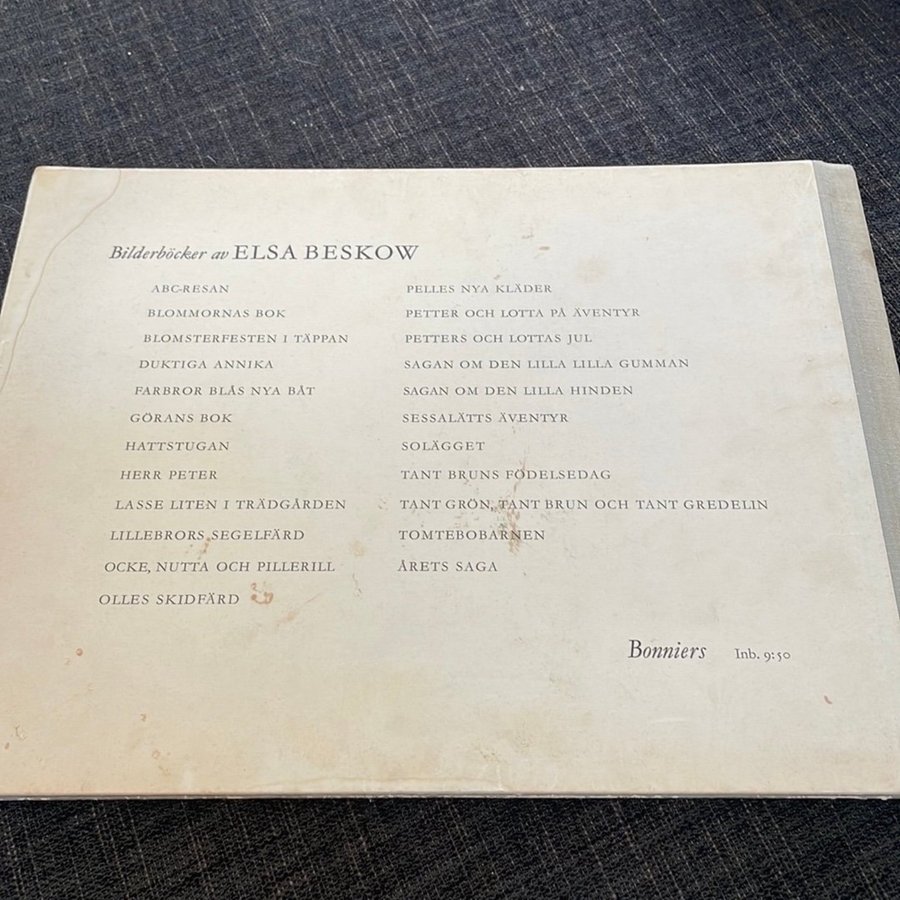 Bilderböcker av ELSA BESKOW
ABC-RESAN
BLOMMORNAS BOK
BLOMSTERFESTEN I TÄPPAN
DUKTIGA ANNIKA
FARBROR BLÅS NYA BÅT
GÖRANS BOK
HATTSTUGAN
HERR PETER
LASSE LITEN I TRÄDGÅRDEN
LILLEBRORS SEGELFÄRD
OCKE, NUTTA OCH PILLERILL
OLLES SKIDFÄRD
PELLES NYA KLÄDER
PETTER OCH LOTTA PÅ ÄVENTYR
PETTERS OCH LOTTAS JUL
SAGAN OM DEN LILLA LILLA GUMMAN
SAGAN OM DEN LILLA HINDEN
SESSALÄTTS ÄVENTYR
SOLÄGGET
TANT BRUNS FÖDELSEDAG
TANT GRÖN, TANT BRUN OCH TANT GREDELIN
TOMTEBOBARNEN
ÅRETS SAGA
Bonniers Inb. 9:50